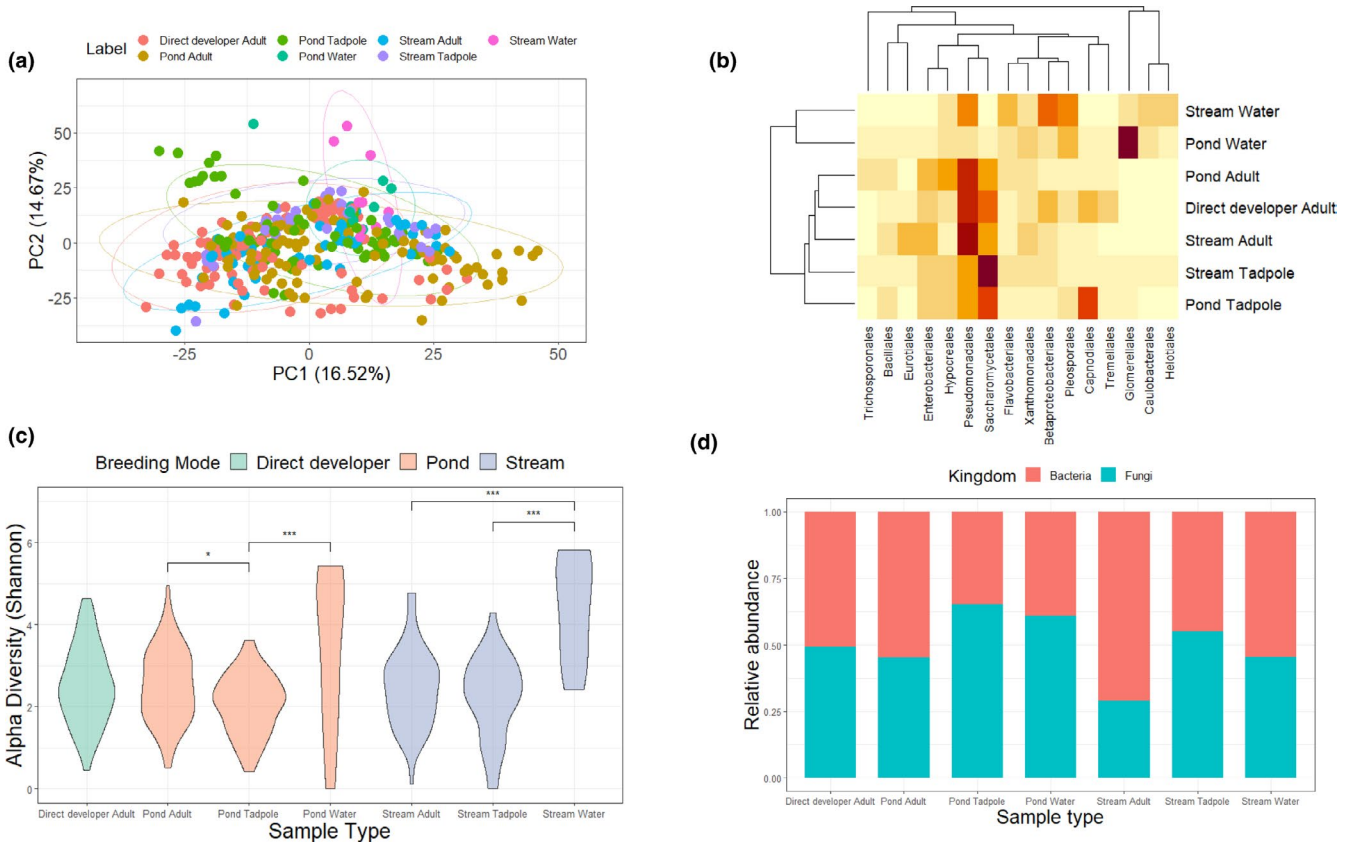 (a)
Label
Direct developer Adult
Pond Tadpole
Stream Adult
Stream Water
Pond Adult
Pond Water
Stream Tadpole
PC2 (14.67%)
50
25
0
-25
-25
0
25
50
PC1 (16.52%)
(b)
Stream Water
Pond Water
Pond Adult
Direct developer Adult
Stream Adult
Stream Tadpole
Pond Tadpole
Trichosporonales
Bacillales
Eurotiales
Enterobacteriales
Hypocreales
Pseudomonadales
Saccharomycetales
Flavobacteriales
Xanthomonadales
Betaproteobacteriales
Pleosporales
Capnodiales
Tremellales
Glomerellales
Caulobacterales
Helotiales
(c)
Breeding Mode Direct developer Pond Stream
Alpha Diversity (Shannon)
6
4
2
0
*
***
***
***
Direct developer Adult
Pond Adult
Pond Tadpole
Pond Water
Stream Adult
Stream Tadpole
Stream Water
Sample Type
(d)
Kingdom Bacteria Fungi
Relative abundance
1.00
0.75
0.50
0.25
0.00
Direct developer Adult
Pond Adult
Pond Tadpole
Pond Water
Stream Adult
Stream Tadpole
Stream Water
Sample type